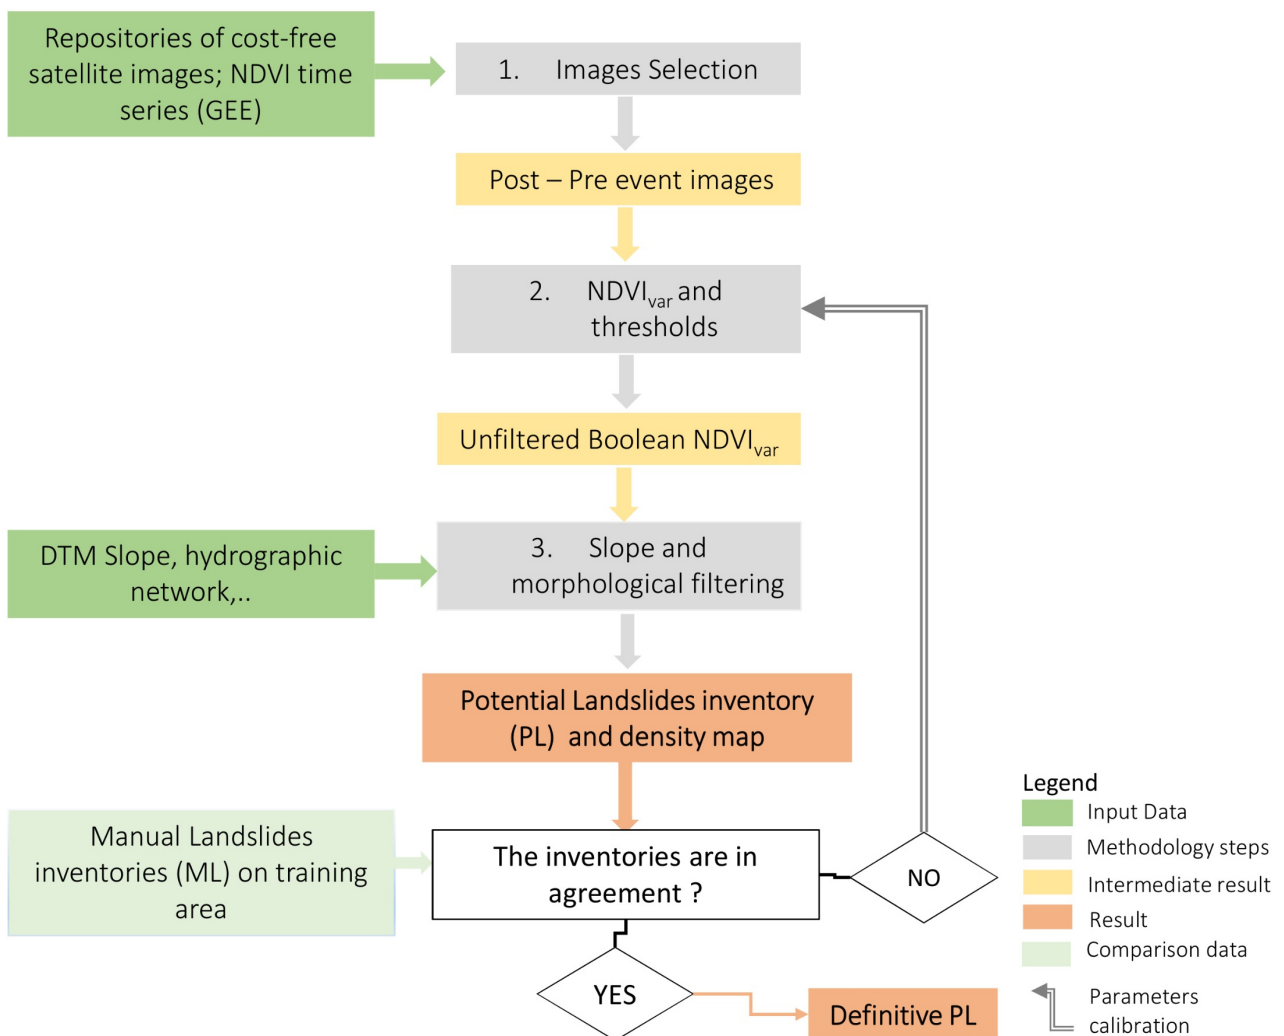 Repositories of cost-free
satellite images; NDVI time
series (GEE)
1. Images Selection
Post – Pre event images
2. NDVIvar and
thresholds
Unfiltered Boolean NDVIvar
DTM Slope, hydrographic
network,..
3. Slope and
morphological filtering
Potential Landslides inventory
(PL) and density map
Manual Landslides
inventories (ML) on training
area
The inventories are in
agreement ?
NO
YES
Definitive PL
Legend
Input Data
Methodology steps
Intermediate result
Result
Comparison data
Parameters
calibration